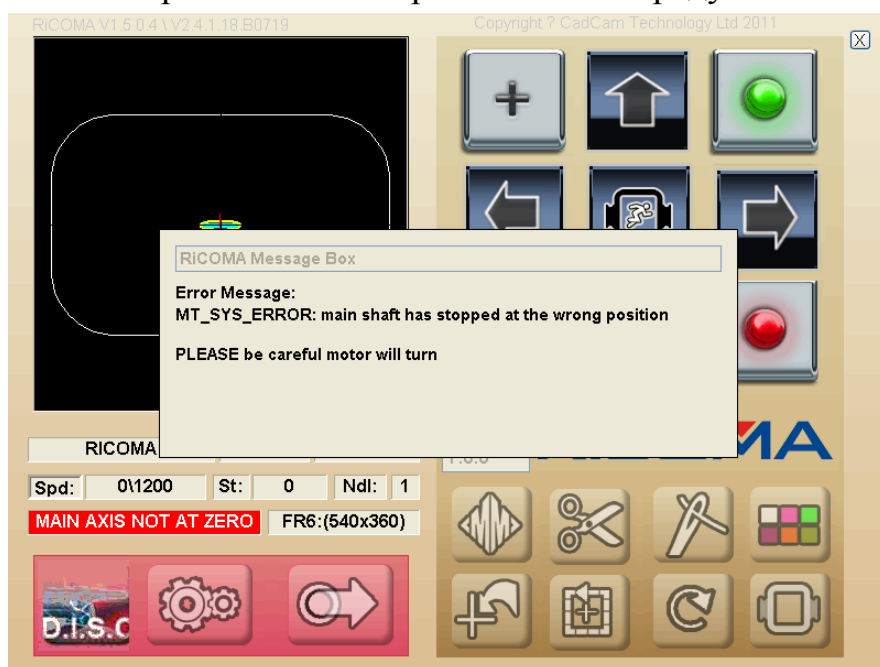 RiCOMA V1.5.0.4 \ V2.4.1.18.B0719
Copyright ? CadCam Technology Ltd 2011
X
RiCOMA Message Box
Error Message:
MT_SYS_ERROR: main shaft has stopped at the wrong position
PLEASE be careful motor will turn
RICOMA
Spd: 0\1200 St: 0 Ndl: 1
MAIN AXIS NOT AT ZERO FR6:(540x360)
D.I.S.C